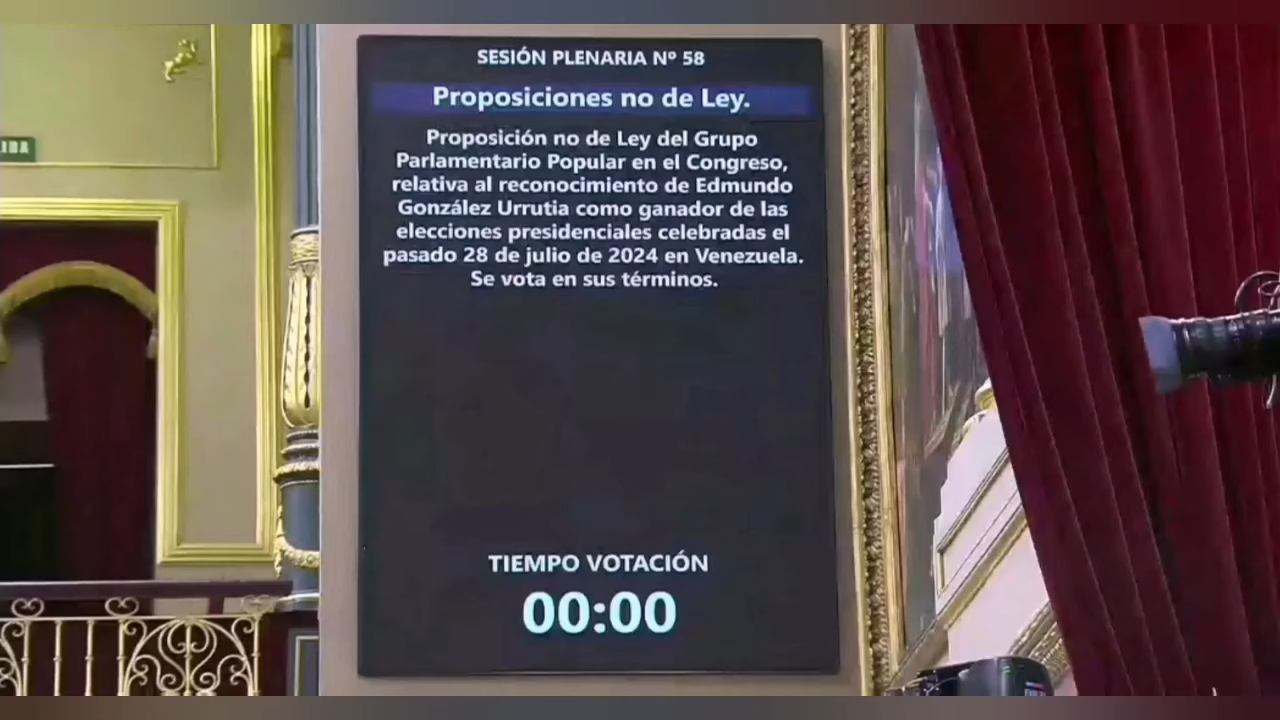 SESIÓN PLENARIA Nº 58
Proposiciones no de Ley.
Proposición no de Ley del Grupo
Parlamentario Popular en el Congreso,
relativa al reconocimiento de Edmundo
González Urrutia como ganador de las
elecciones presidenciales celebradas el
pasado 28 de julio de 2024 en Venezuela.
Se vota en sus términos.
TIEMPO VOTACIÓN
00:00
LIDA